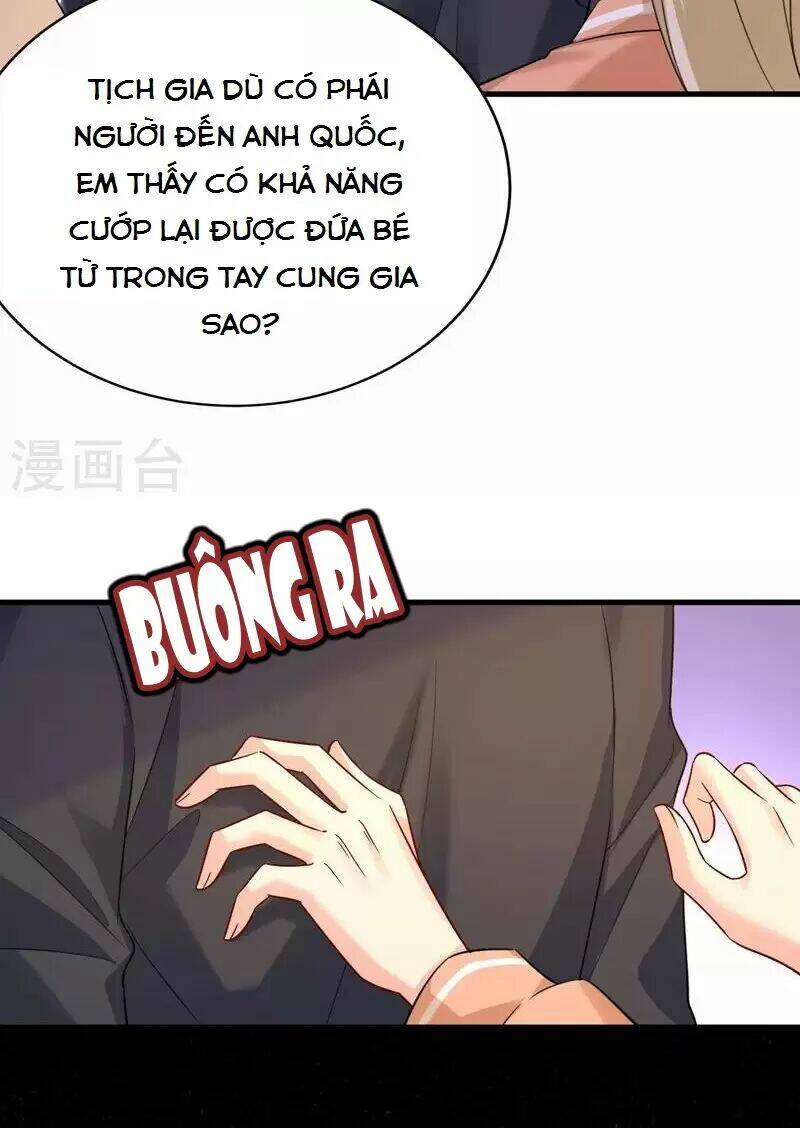 TỊCH GIA DÙ CÓ PHÁI
NGƯỜI ĐẾN ANH QUỐC,
EM THẤY CÓ KHẢ NĂNG
CƯỚP LẠI ĐƯỢC ĐỨA BÉ
TỪ TRONG TAY CUNG GIA
SAO?
漫画台
BUÔNG RA